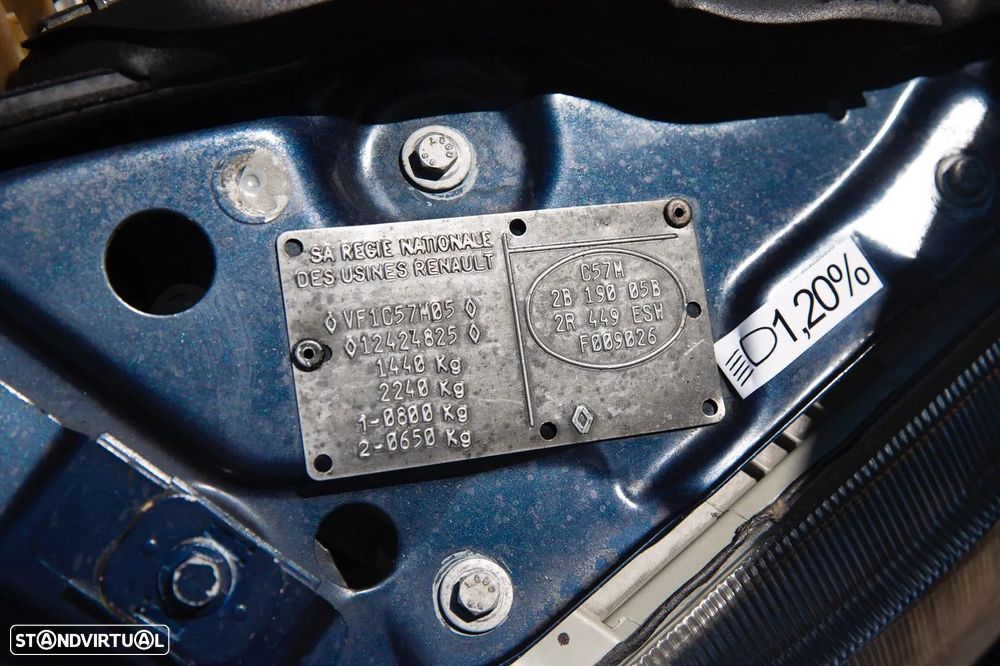 SA REGIE NATIONALE
DES USINES RENAULT
VF1C57M05
12424825
1440 Kg
2240 Kg
1-0800 Kg
2-0650 Kg
C57M
2B 190 05B
2R 449 ESW
F009026
1,20%
STANDVIRTUAL